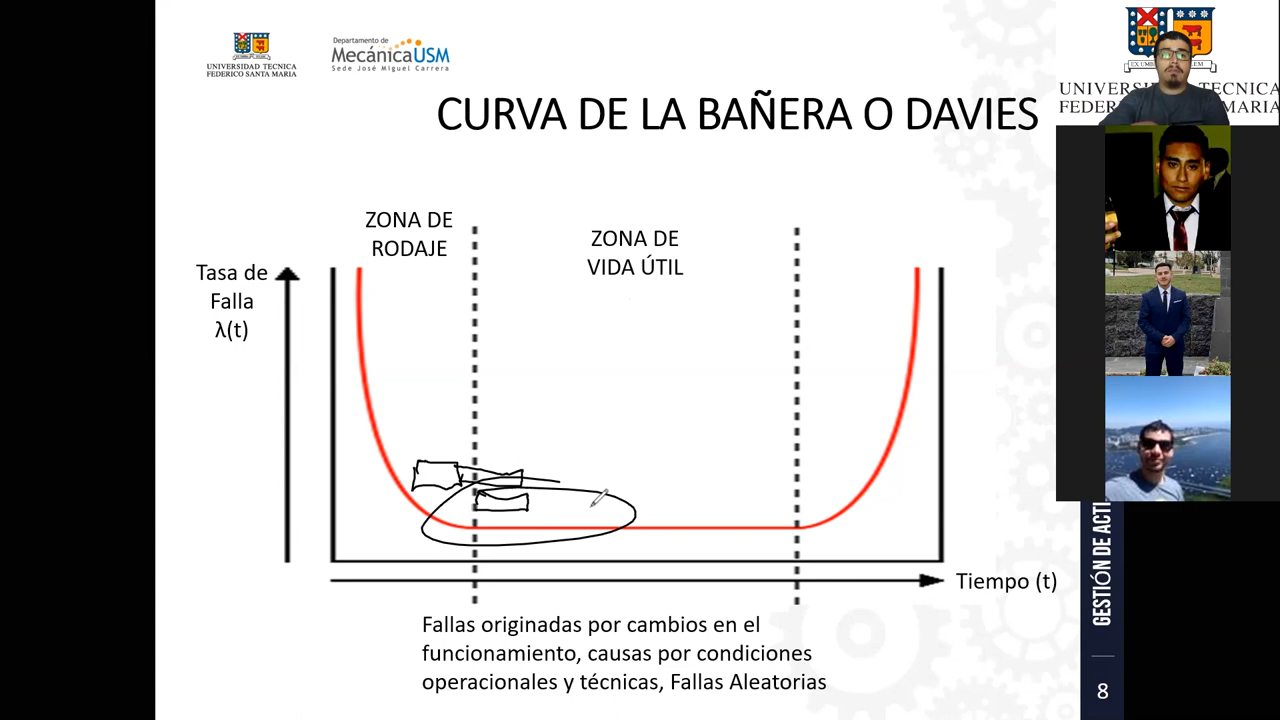 UNIVERSIDAD TECNICA
FEDERICO SANTA MARIA
Departamento de
MecánicaUSM
Sede José Miguel Carrera
CURVA DE LA BAÑERA O DAVIES
ZONA DE
RODAJE
ZONA DE
VIDA ÚTIL
Tasa de
Falla
λ(t)
Tiempo (t)
Fallas originadas por cambios en el
funcionamiento, causas por condiciones
operacionales y técnicas, Fallas Aleatorias
GESTIÓN DE ACTI
8